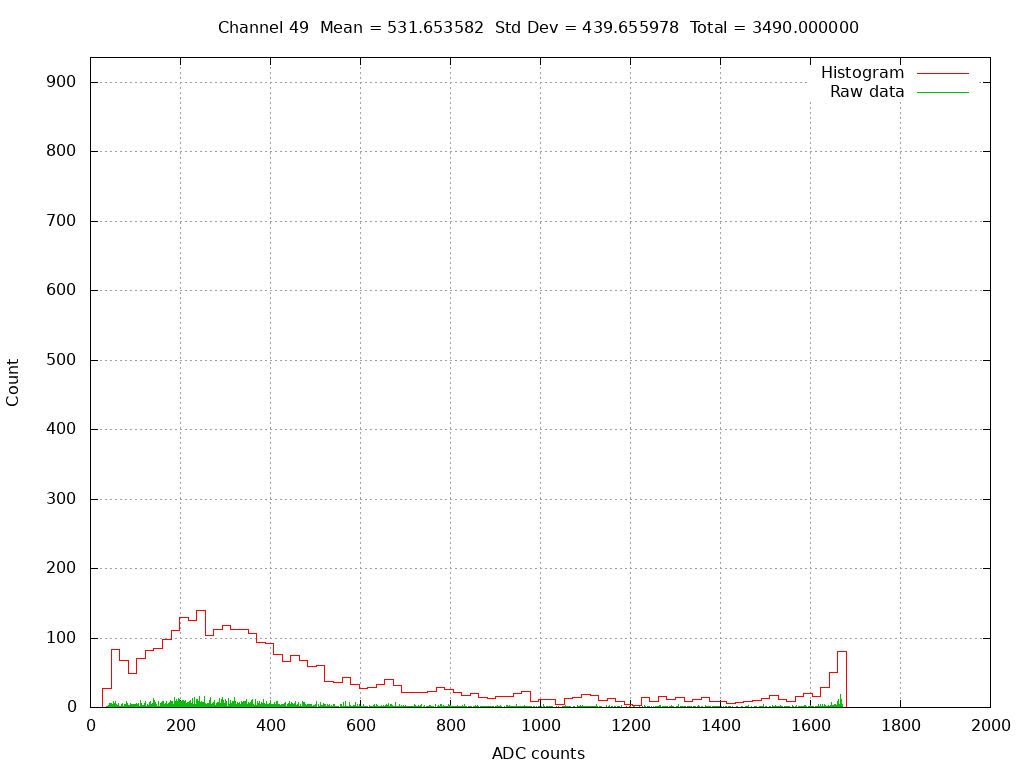 Channel 49  Mean = 531.653582  Std Dev = 439.655978  Total = 3490.000000
Histogram
Raw data
900
800
700
600
500
400
300
200
100
0
Count
0 200 400 600 800 1000 1200 1400 1600 1800 2000
ADC counts